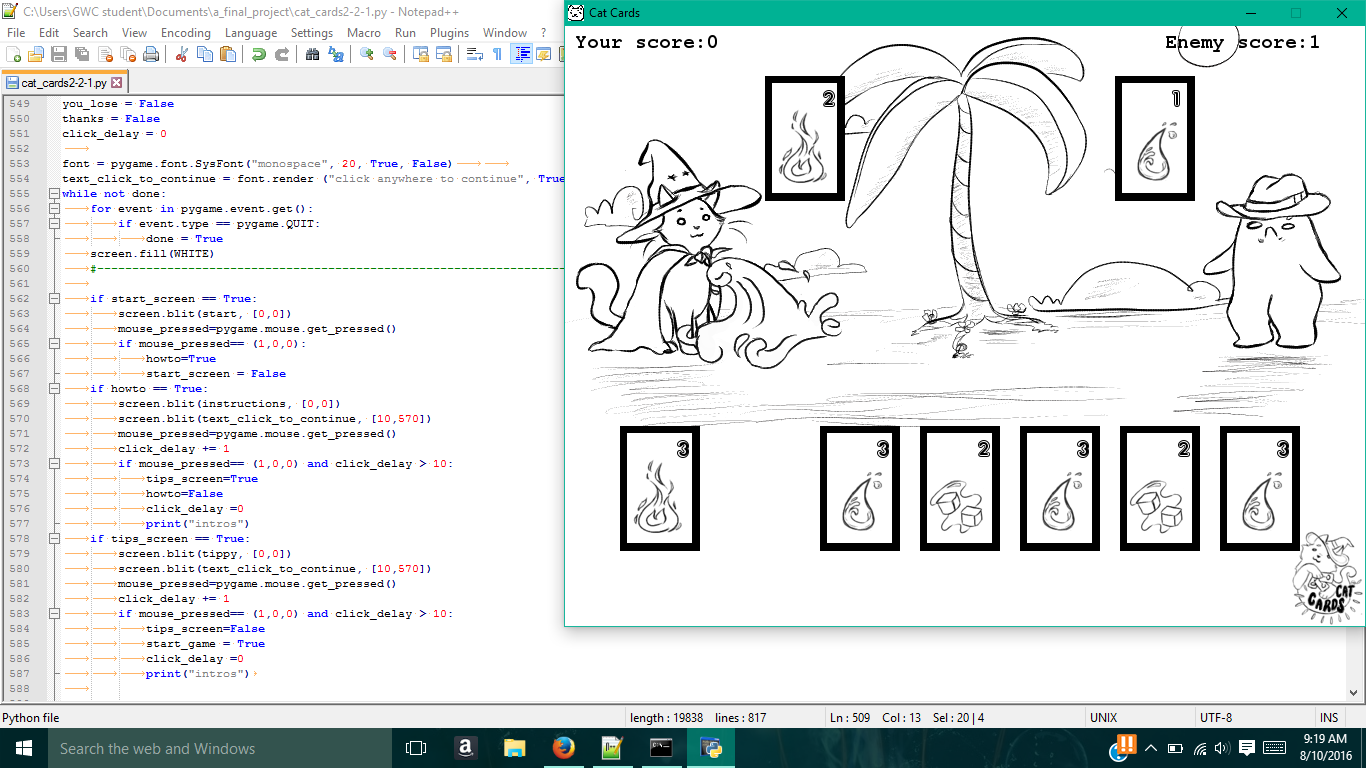 C:\Users\GWC student\Documents\a_final_project\cat_cards2-2-1.py - Notepad++
File Edit Search View Encoding Language Settings Macro Run Plugins Window ?
cat_cards2-2-1.py
549 you_lose = False
550 thanks = False
551 click_delay = 0
552
553 font = pygame.font.SysFont("monospace", 20, True, False)
554 text_click_to_continue = font.render ("click anywhere to continue", True
555 while not done:
556 for event in pygame.event.get():
557 if event.type == pygame.QUIT:
558 done = True
559 screen.fill(WHITE)
560 #----------------------------------------------------------------------
561
562 if start_screen == True:
563 screen.blit(start, [0,0])
564 mouse_pressed=pygame.mouse.get_pressed()
565 if mouse_pressed== (1,0,0):
566 howto=True
567 start_screen = False
568 if howto == True:
569 screen.blit(instructions, [0,0])
570 screen.blit(text_click_to_continue, [10,570])
571 mouse_pressed=pygame.mouse.get_pressed()
572 click_delay += 1
573 if mouse_pressed== (1,0,0) and click_delay > 10:
574 tips_screen=True
575 howto=False
576 click_delay =0
577 print("intros")
578 if tips_screen == True:
579 screen.blit(tippy, [0,0])
580 screen.blit(text_click_to_continue, [10,570])
581 mouse_pressed=pygame.mouse.get_pressed()
582 click_delay += 1
583 if mouse_pressed== (1,0,0) and click_delay > 10:
584 tips_screen=False
585 start_game = True
586 click_delay =0
587 print("intros")
588
Cat Cards
Your score:0 Enemy score:1
2 1
3 3 2 3 2 3
CAT
CARDS
Python file length : 19838 lines : 817 Ln : 509 Col : 13 Sel : 20 | 4 UNIX UTF-8 INS
Search the web and Windows
9:19 AM
8/10/2016